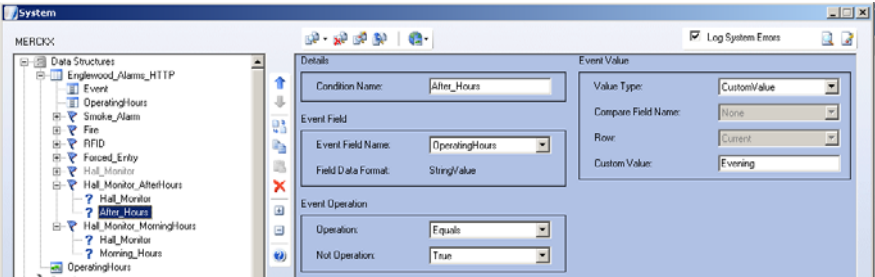 System
MERCKX
Log System Errors
Data Structures
Englewood_Alarms_HTTP
Event
OperatingHours
Smoke_Alarm
Fire
RFID
Forced_Entry
Hall_Monitor
Hall_Monitor_AfterHours
Hall_Monitor
After_Hours
Hall_Monitor_MorningHours
Hall_Monitor
Morning_Hours
OperatingHours
Details
Condition Name: After_Hours
Event Field
Event Field Name: OperatingHours
Field Data Format: StringValue
Event Operation
Operation: Equals
Not Operation: True
Event Value
Value Type: CustomValue
Compare Field Name: None
Row: Current
Custom Value: Evening